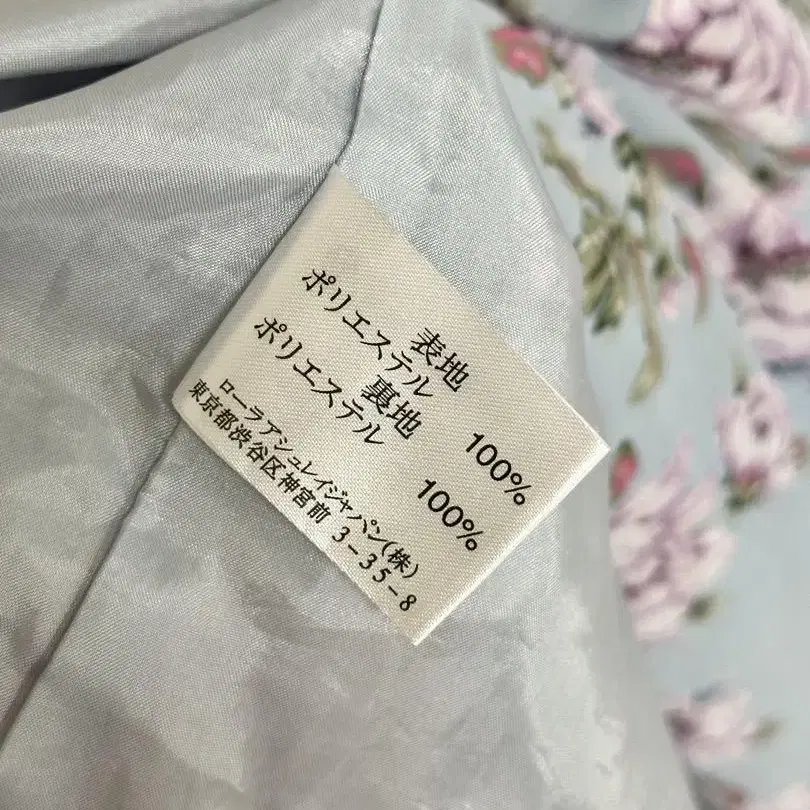 表地
ポリエステル 100%
裏地
ポリエステル 100%
ローラアシュレイジャパン(株)
東京都渋谷区神宮前 3-35-8